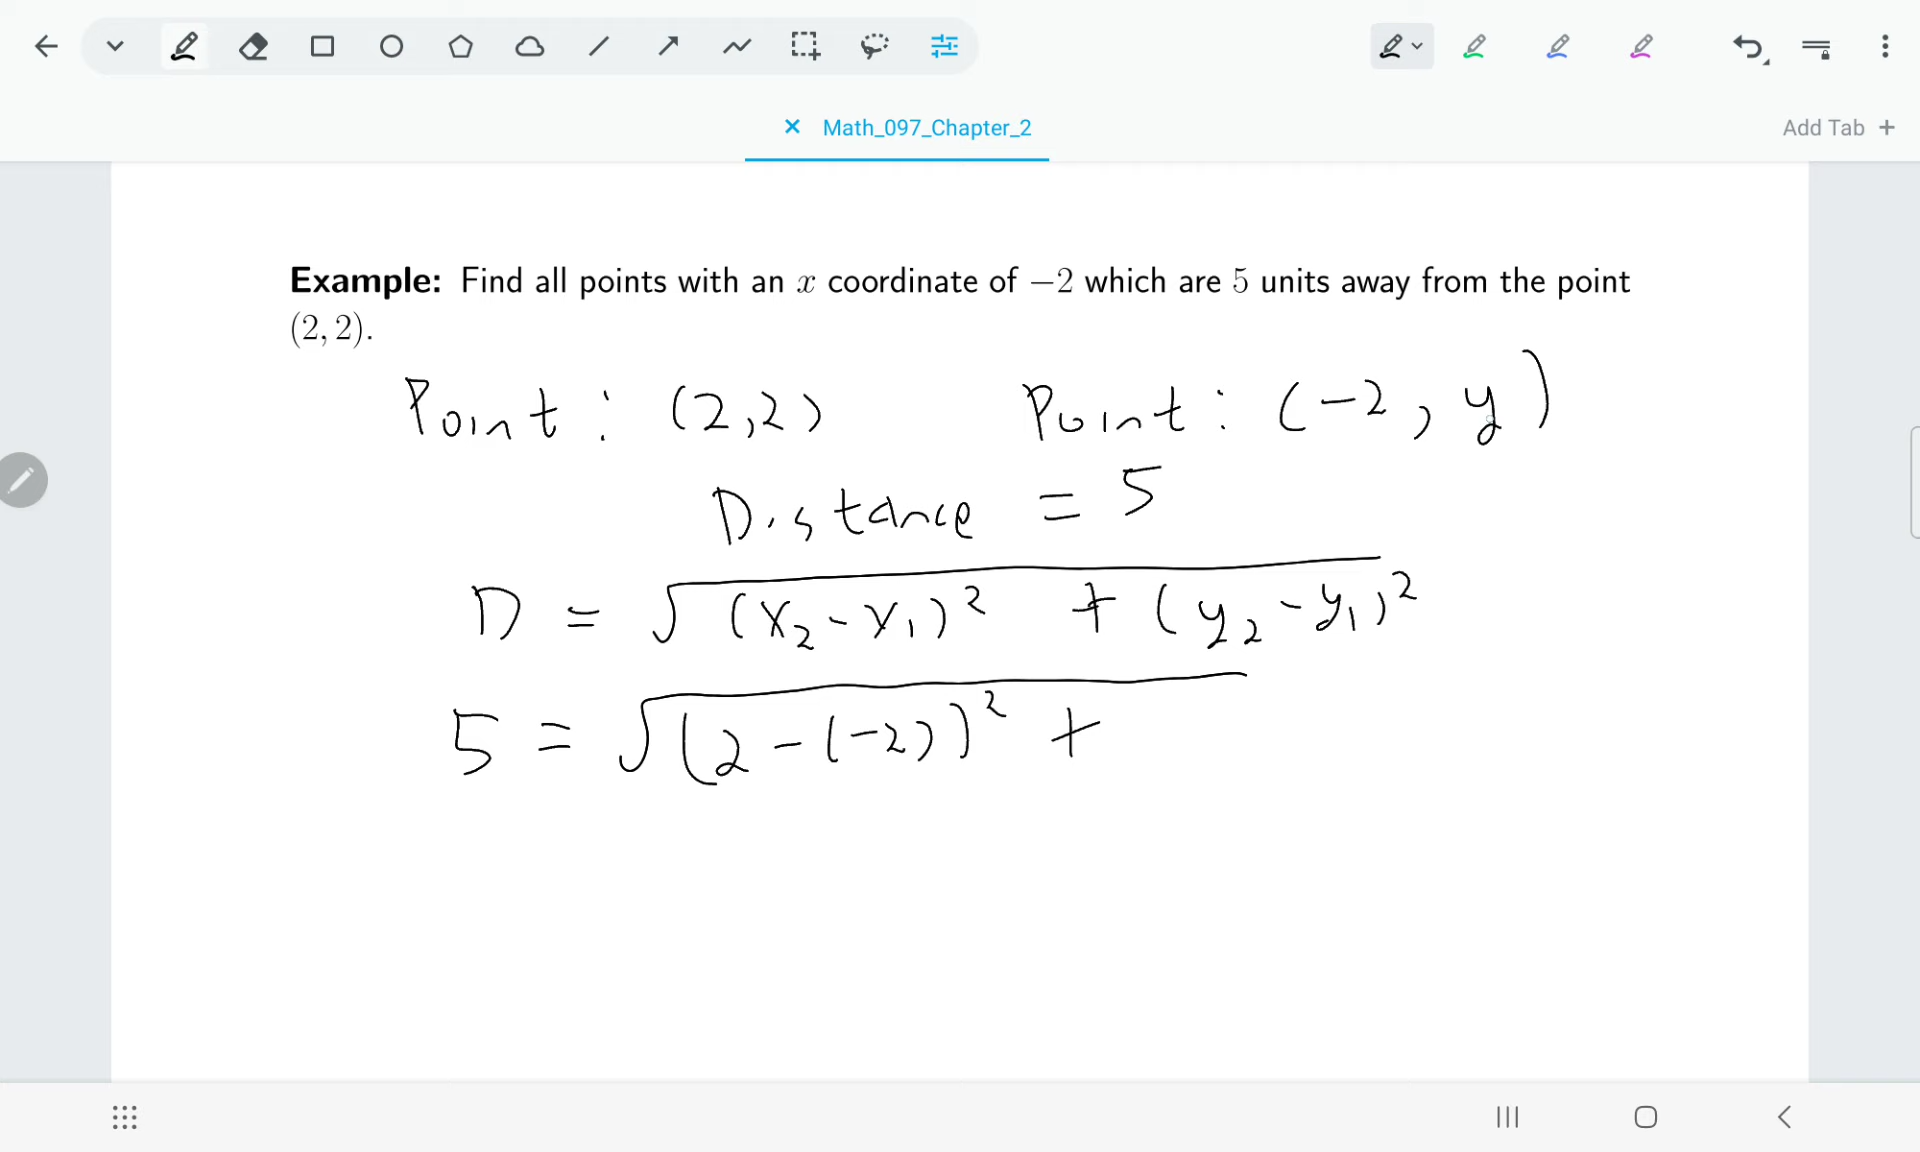 Math_097_Chapter_2
Add Tab +
Example: Find all points with an x coordinate of −2 which are 5 units away from the point
(2, 2).
Point : (2,2) Point : (-2, y)
Distance = 5
D = √((x₂-x₁)² + (y₂-y₁)²
5 = √(2-(-2))² +